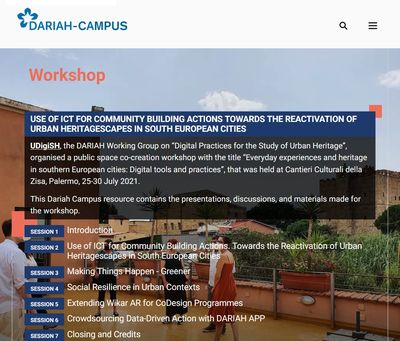 DARIAH-CAMPUS
Workshop
USE OF ICT FOR COMMUNITY BUILDING ACTIONS TOWARDS THE REACTIVATION OF
URBAN HERITAGESCAPES IN SOUTH EUROPEAN CITIES
UDigiSH, the DARIAH Working Group on “Digital Practices for the Study of Urban Heritage”,
organised a public space co-creation workshop with the title “Everyday experiences and heritage
in southern European cities: Digital tools and practices”, that was held at Cantieri Culturali della
Zisa, Palermo, 25-30 July 2021.
This Dariah Campus resource contains the presentations, discussions, and materials made for
the workshop.
SESSION 1 Introduction
SESSION 2 Use of ICT for Community Building Actions. Towards the Reactivation of Urban
Heritagescapes in South European Cities
SESSION 3 Making Things Happen - Greener
SESSION 4 Social Resilience in Urban Contexts
SESSION 5 Extending Wikar AR for CoDesign Programmes
SESSION 6 Crowdsourcing Data-Driven Action with DARIAH APP
SESSION 7 Closing and Credits